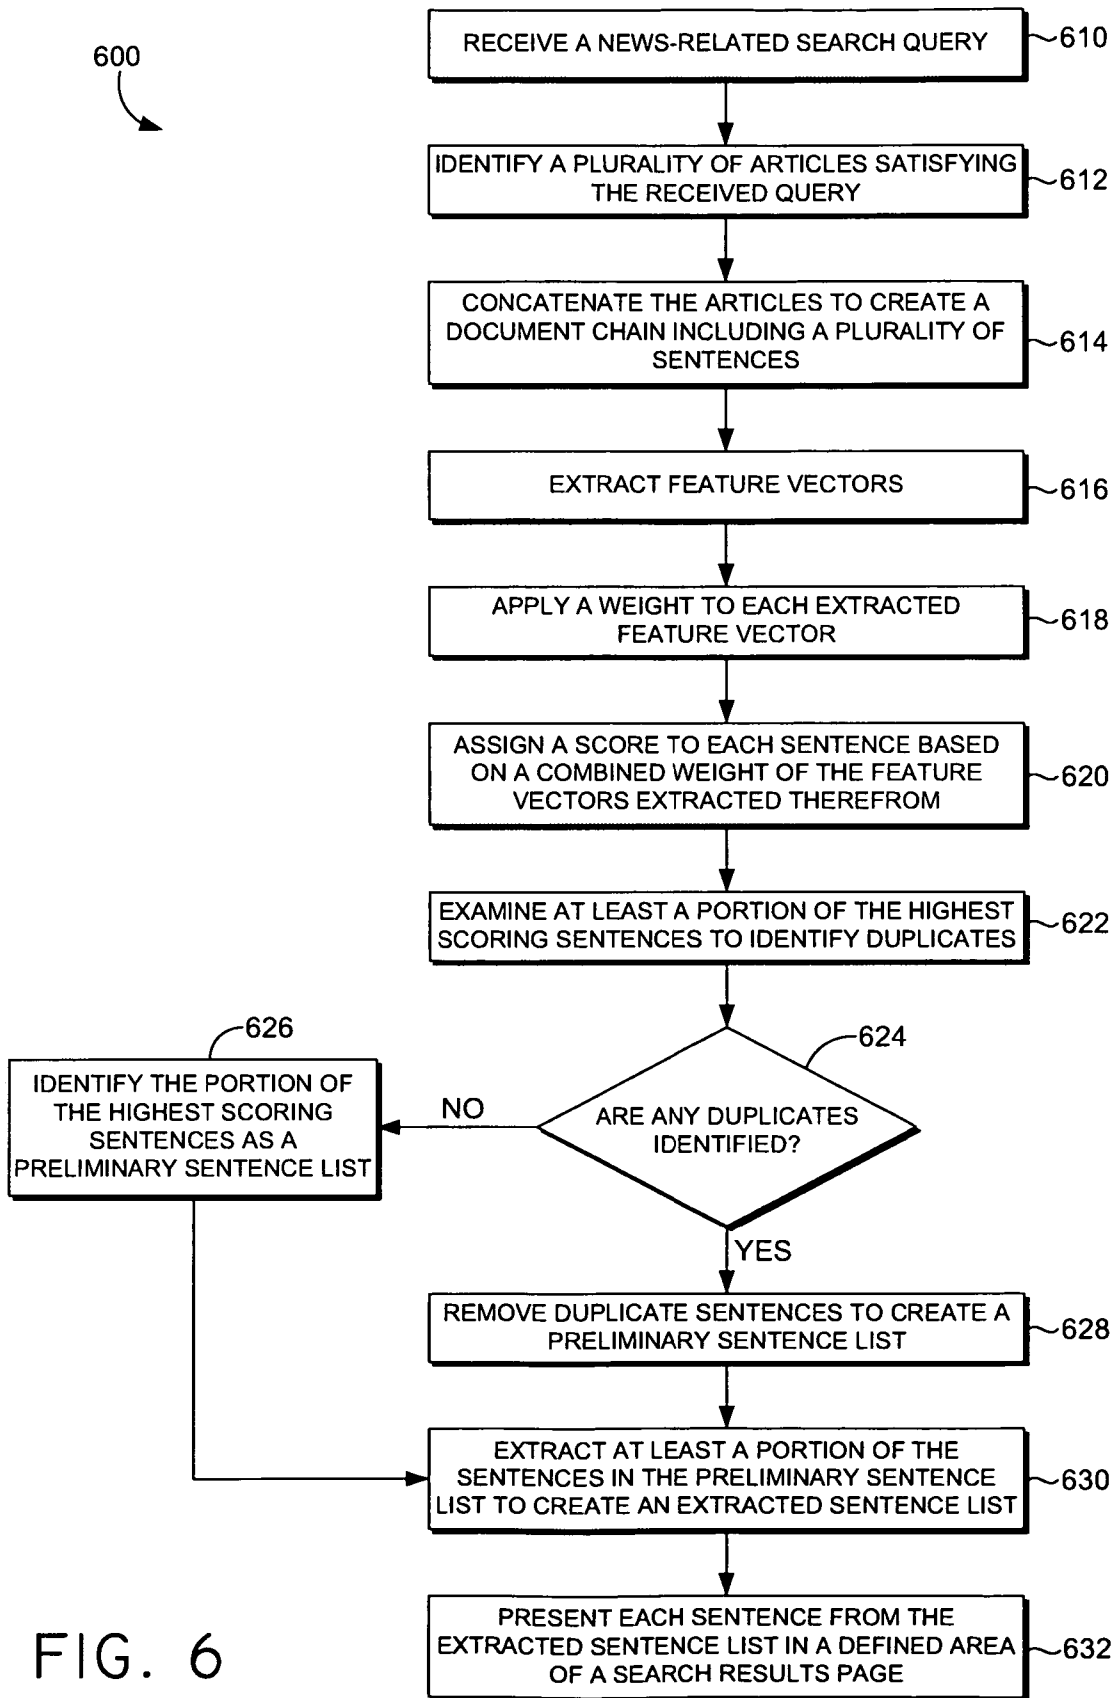 600
RECEIVE A NEWS-RELATED SEARCH QUERY
610
IDENTIFY A PLURALITY OF ARTICLES SATISFYING
THE RECEIVED QUERY
612
CONCATENATE THE ARTICLES TO CREATE A
DOCUMENT CHAIN INCLUDING A PLURALITY OF
SENTENCES
614
EXTRACT FEATURE VECTORS
616
APPLY A WEIGHT TO EACH EXTRACTED
FEATURE VECTOR
618
ASSIGN A SCORE TO EACH SENTENCE BASED
ON A COMBINED WEIGHT OF THE FEATURE
VECTORS EXTRACTED THEREFROM
620
EXAMINE AT LEAST A PORTION OF THE HIGHEST
SCORING SENTENCES TO IDENTIFY DUPLICATES
622
624
ARE ANY DUPLICATES
IDENTIFIED?
NO
626
IDENTIFY THE PORTION OF
THE HIGHEST SCORING
SENTENCES AS A
PRELIMINARY SENTENCE LIST
YES
REMOVE DUPLICATE SENTENCES TO CREATE A
PRELIMINARY SENTENCE LIST
628
EXTRACT AT LEAST A PORTION OF THE
SENTENCES IN THE PRELIMINARY SENTENCE
LIST TO CREATE AN EXTRACTED SENTENCE LIST
630
PRESENT EACH SENTENCE FROM THE
EXTRACTED SENTENCE LIST IN A DEFINED AREA
OF A SEARCH RESULTS PAGE
632
FIG. 6